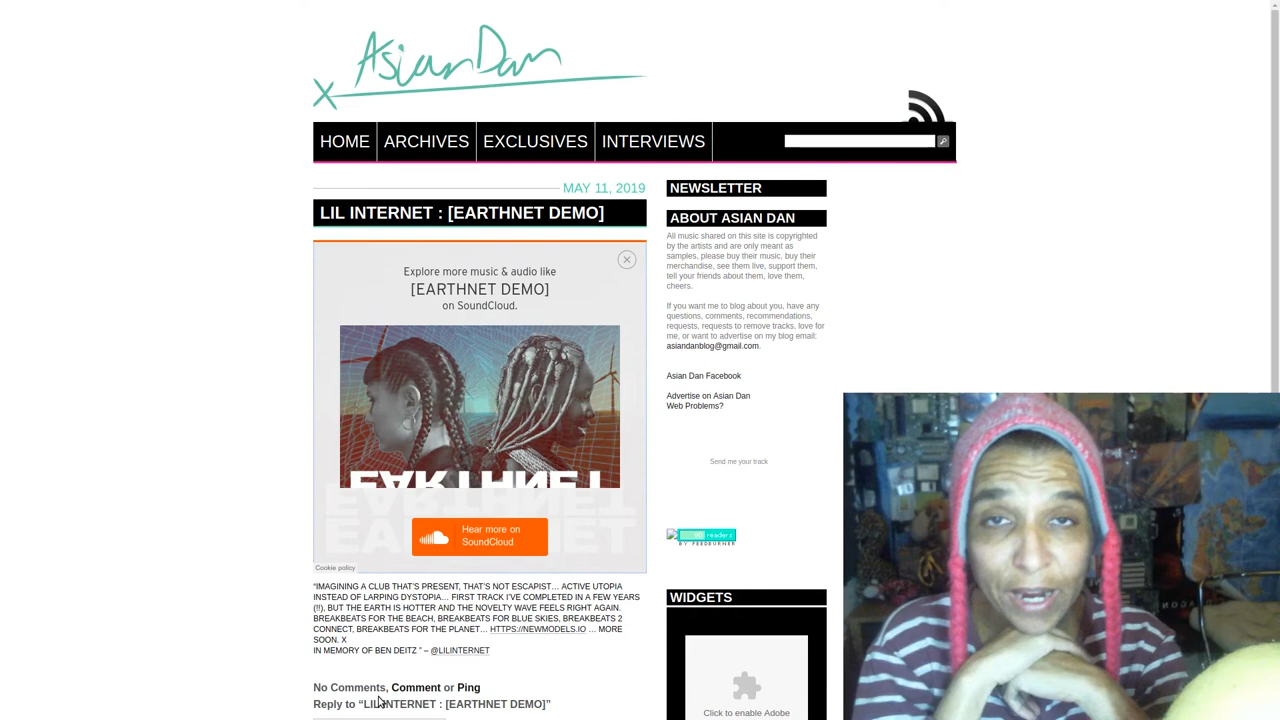 x AsianDan
HOME ARCHIVES EXCLUSIVES INTERVIEWS
MAY 11, 2019
LIL INTERNET : [EARTHNET DEMO]
Explore more music & audio like
[EARTHNET DEMO]
on SoundCloud.
EARTHNET
Hear more on
SoundCloud
Cookie policy
“IMAGINING A CLUB THAT’S PRESENT, THAT’S NOT ESCAPIST… ACTIVE UTOPIA
INSTEAD OF LARPING DYSTOPIA… FIRST TRACK I’VE COMPLETED IN A FEW YEARS
(!!), BUT THE EARTH IS HOTTER AND THE NOVELTY WAVE FEELS RIGHT AGAIN.
BREAKBEATS FOR THE BEACH, BREAKBEATS FOR BLUE SKIES, BREAKBEATS 2
CONNECT, BREAKBEATS FOR THE PLANET… HTTPS://NEWMODELS.IO … MORE
SOON. X
IN MEMORY OF BEN DEITZ ” – @LILINTERNET
No Comments, Comment or Ping
Reply to “LIL INTERNET : [EARTHNET DEMO]”
NEWSLETTER
ABOUT ASIAN DAN
All music shared on this site is copyrighted
by the artists and are only meant as
samples, please buy their music, buy their
merchandise, see them live, support them,
tell your friends about them, love them,
cheers.
If you want me to blog about you, have any
questions, comments, recommendations,
requests, requests to remove tracks, love for
me, or want to advertise on my blog email:
asiandanblog@gmail.com.
Asian Dan Facebook
Advertise on Asian Dan
Web Problems?
Send me your track
readers
BY FEEDBURNER
WIDGETS
Click to enable Adobe